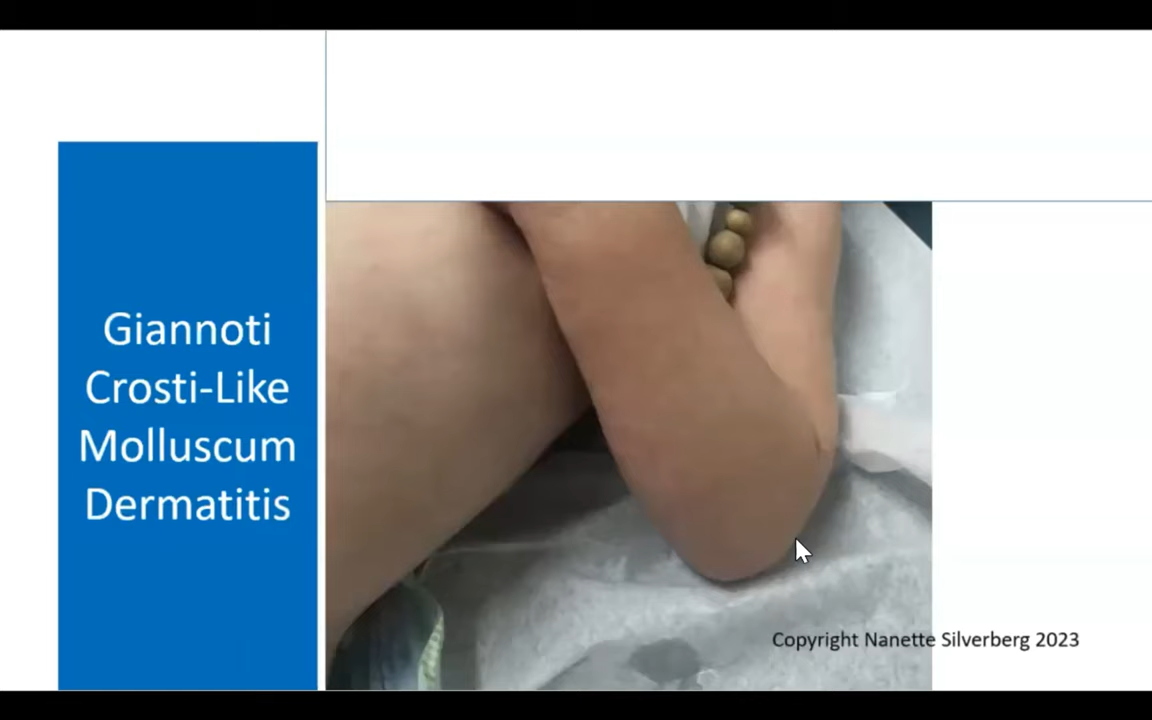 Giannoti
Crosti-Like
Molluscum
Dermatitis
Copyright Nanette Silverberg 2023